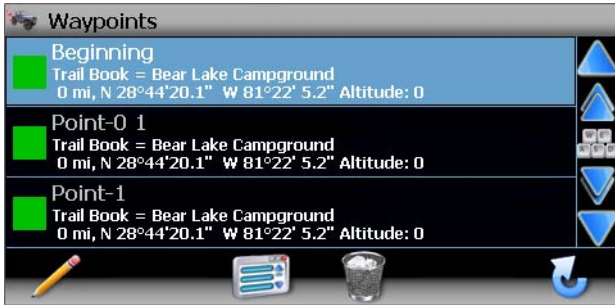 Waypoints
Beginning
Trail Book = Bear Lake Campground
0 mi, N 28°44'20.1" W 81°22' 5.2" Altitude: 0
Point-0 1
Trail Book = Bear Lake Campground
0 mi, N 28°44'20.1" W 81°22' 5.2" Altitude: 0
Point-1
Trail Book = Bear Lake Campground
0 mi, N 28°44'20.1" W 81°22' 5.2" Altitude: 0